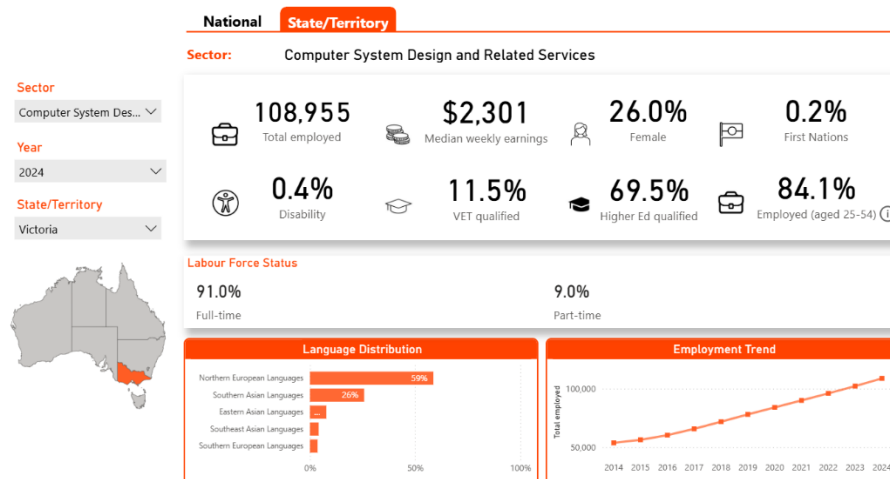 National State/Territory
Sector: Computer System Design and Related Services
Sector
Computer System Des...
Year
2024
State/Territory
Victoria
108,955
Total employed
$2,301
Median weekly earnings
26.0%
Female
0.2%
First Nations
0.4%
Disability
11.5%
VET qualified
69.5%
Higher Ed qualified
84.1%
Employed (aged 25-54)
Labour Force Status
91.0%
Full-time
9.0%
Part-time
Language Distribution
Northern European Languages 59%
Southern Asian Languages 26%
Eastern Asian Languages ...
Southeast Asian Languages
Southern European Languages
0% 50% 100%
Employment Trend
Total employed
100,000
50,000
2014 2015 2016 2017 2018 2019 2020 2021 2022 2023 2024